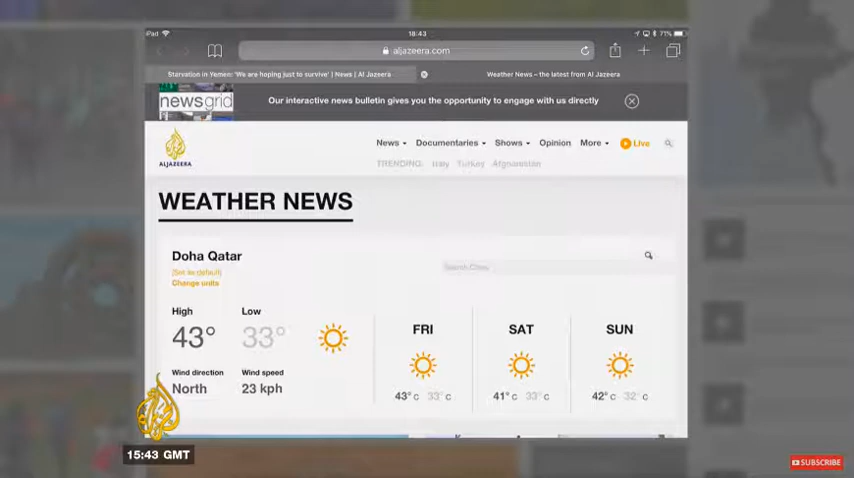 iPad
18:43
71%
aljazeera.com
Starvation in Yemen: 'We are hoping just to survive' | News | Al Jazeera
Weather News – the latest from Al Jazeera
newsgrid
Our interactive news bulletin gives you the opportunity to engage with us directly
News Documentaries Shows Opinion More Live
ALJAZEERA
TRENDING: Italy Turkey Afghanistan
WEATHER NEWS
Doha Qatar
Search Cities
(Set as default)
Change units
High Low
43° 33°
FRI SAT SUN
Wind direction Wind speed
North 23 kph
43°C 33°C 41°C 33°C 42°C 32°C
15:43 GMT
SUBSCRIBE